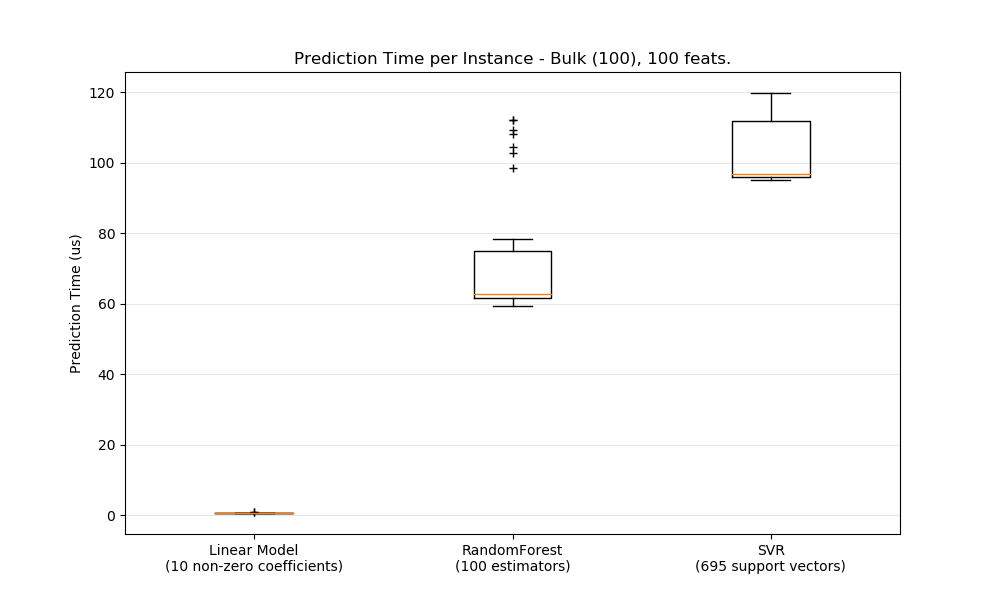 Prediction Time per Instance - Bulk (100), 100 feats.
120
100
80
60
40
20
0
Prediction Time (us)
Linear Model
(10 non-zero coefficients)
RandomForest
(100 estimators)
SVR
(695 support vectors)